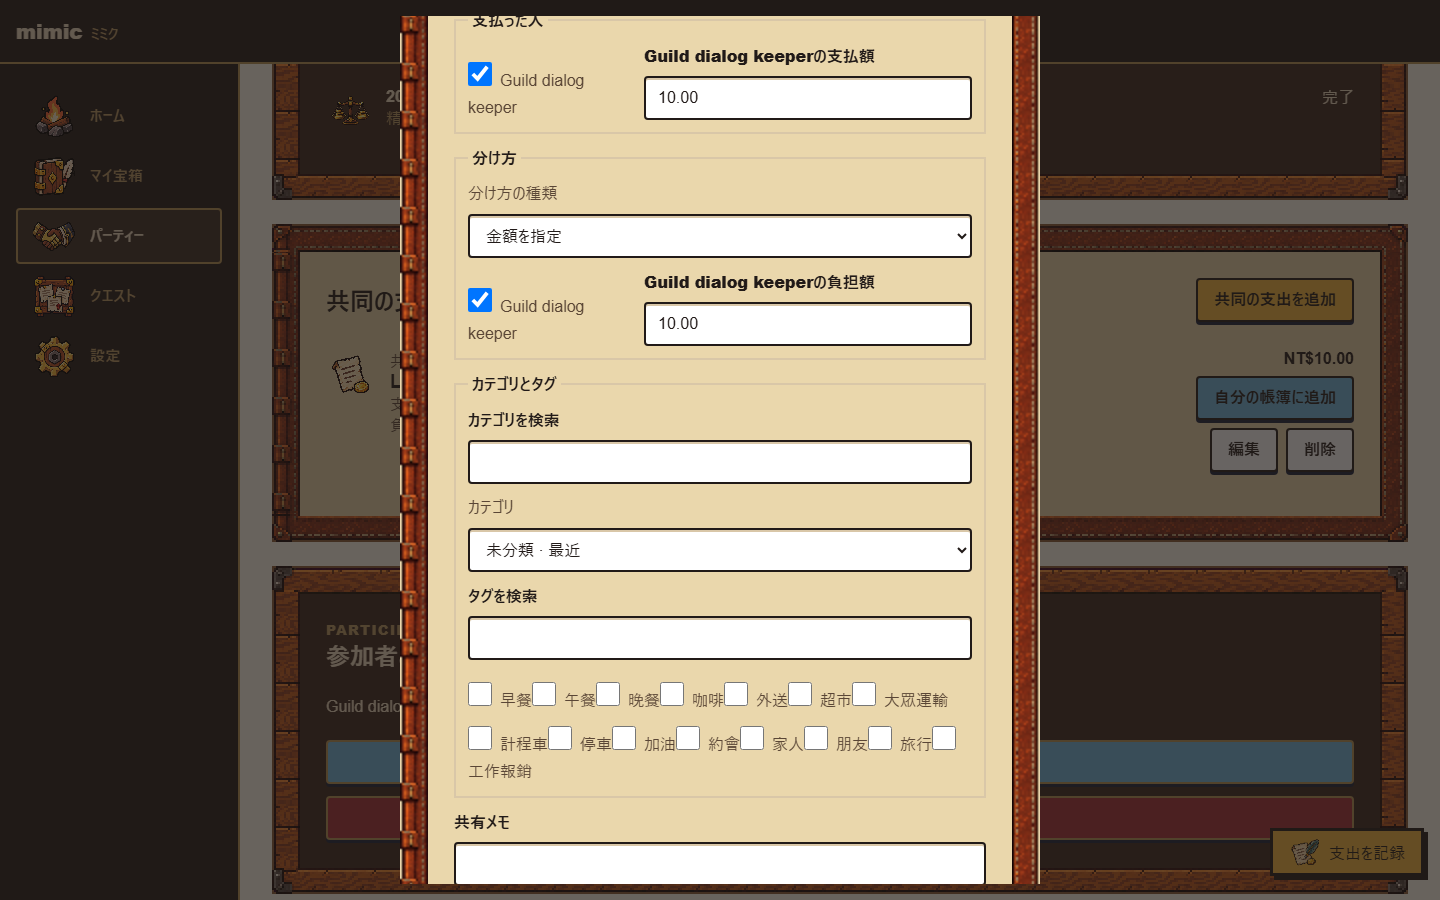 mimic ミミク
ホーム
マイ宝箱
パーティー
クエスト
設定
20
精
完了
共同の支
共同の支出を追加
NT$10.00
自分の帳簿に追加
編集
削除
PARTICI
参加者
Guild dialo
支出を記録
支払った人
Guild dialog keeper
Guild dialog keeperの支払額
10.00
分け方
分け方の種類
金額を指定
Guild dialog keeper
Guild dialog keeperの負担額
10.00
カテゴリとタグ
カテゴリを検索
カテゴリ
未分類 · 最近
タグを検索
早餐 午餐 晚餐 咖啡 外送 超市 大眾運輸
計程車 停車 加油 約會 家人 朋友 旅行
工作報銷
共有メモ